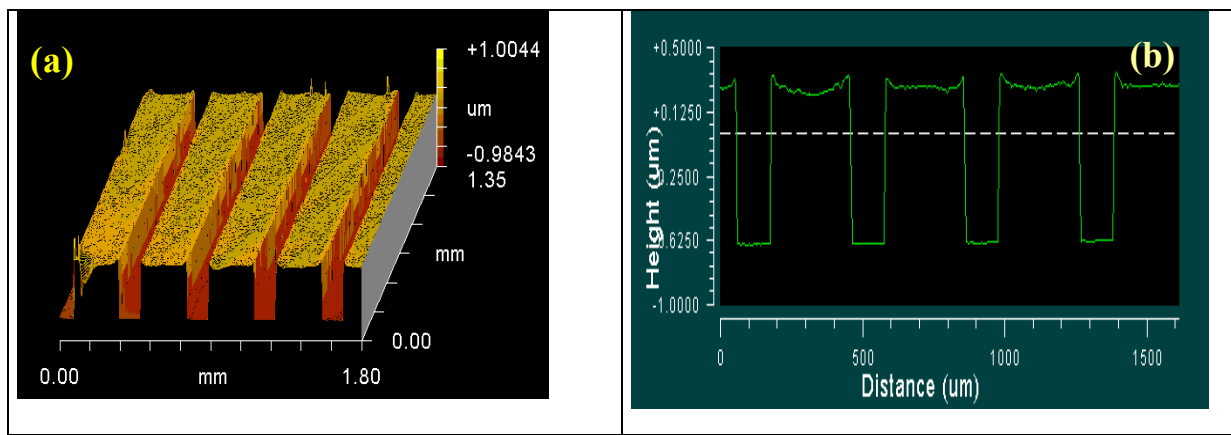 (a)
+1.0044
um
-0.9843
1.35
mm
0.00
0.00 mm 1.80
(b)
+0.5000
+0.1250
0.2500
0.6250
-1.0000
Height (um)
0 500 1000 1500
Distance (um)